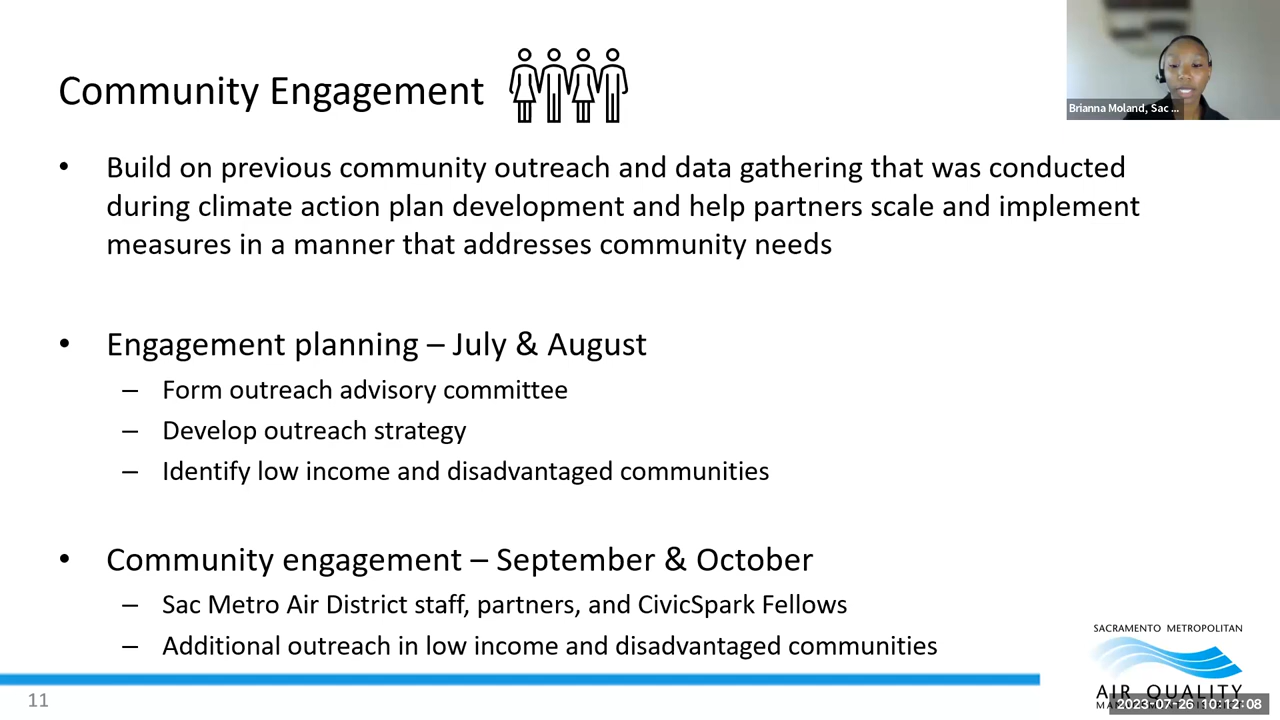 Community Engagement
Brianna Moland, Sac ...
• Build on previous community outreach and data gathering that was conducted
during climate action plan development and help partners scale and implement
measures in a manner that addresses community needs
• Engagement planning – July & August
– Form outreach advisory committee
– Develop outreach strategy
– Identify low income and disadvantaged communities
• Community engagement – September & October
– Sac Metro Air District staff, partners, and CivicSpark Fellows
– Additional outreach in low income and disadvantaged communities
SACRAMENTO METROPOLITAN
AIR QUALITY
11
2023-07-26 10:12:08